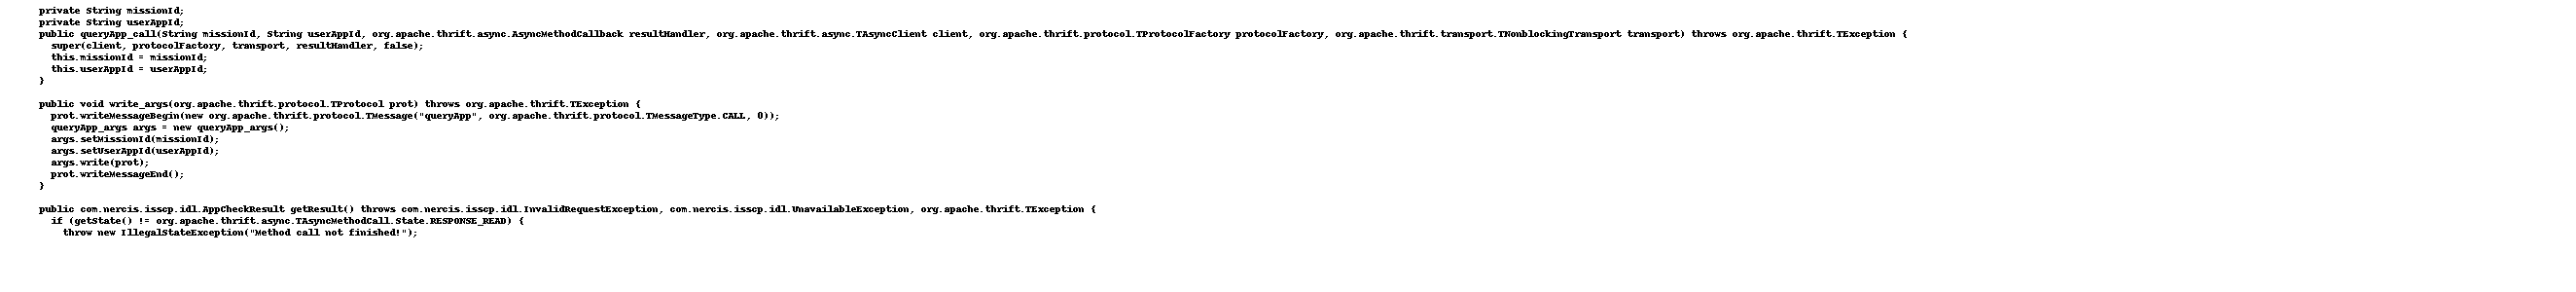 private String missionId;
private String userAppId;
public queryApp_call(String missionId, String userAppId, org.apache.thrift.async.AsyncMethodCallback resultHandler, org.apache.thrift.async.TAsyncClient client, org.apache.thrift.protocol.TProtocolFactory protocolFactory, org.apache.thrift.transport.TNonblockingTransport transport) throws org.apache.thrift.TException {
super(client, protocolFactory, transport, resultHandler, false);
this.missionId = missionId;
this.userAppId = userAppId;
}
public void write_args(org.apache.thrift.protocol.TProtocol prot) throws org.apache.thrift.TException {
prot.writeMessageBegin(new org.apache.thrift.protocol.TMessage("queryApp", org.apache.thrift.protocol.TMessageType.CALL, 0));
queryApp_args args = new queryApp_args();
args.setMissionId(missionId);
args.setUserAppId(userAppId);
args.write(prot);
prot.writeMessageEnd();
}
public com.nercis.isscp.idl.AppCheckResult getResult() throws com.nercis.isscp.idl.InvalidRequestException, com.nercis.isscp.idl.UnavailableException, org.apache.thrift.TException {
if (getState() != org.apache.thrift.async.TAsyncMethodCall.State.RESPONSE_READ) {
throw new IllegalStateException("Method call not finished!");